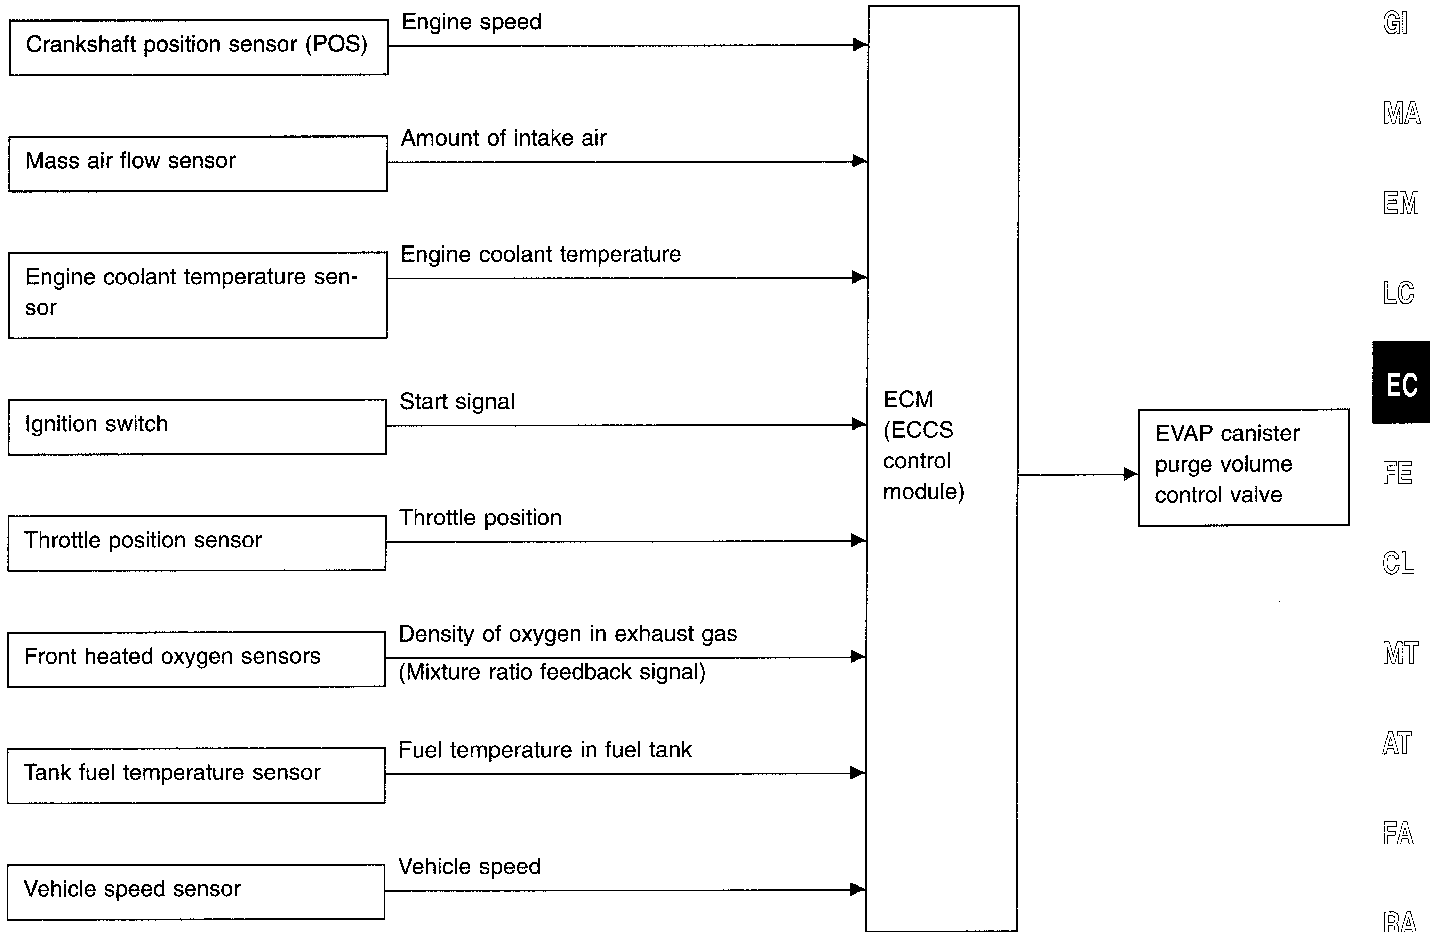 Crankshaft position sensor (POS)
Engine speed
Mass air flow sensor
Amount of intake air
Engine coolant temperature sen-
sor
Engine coolant temperature
Ignition switch
Start signal
Throttle position sensor
Throttle position
Front heated oxygen sensors
Density of oxygen in exhaust gas
(Mixture ratio feedback signal)
Tank fuel temperature sensor
Fuel temperature in fuel tank
Vehicle speed sensor
Vehicle speed
ECM
(ECCS
control
module)
EVAP canister
purge volume
control valve
GI
MA
EM
LC
EC
FE
CL
MT
AT
FA
RA